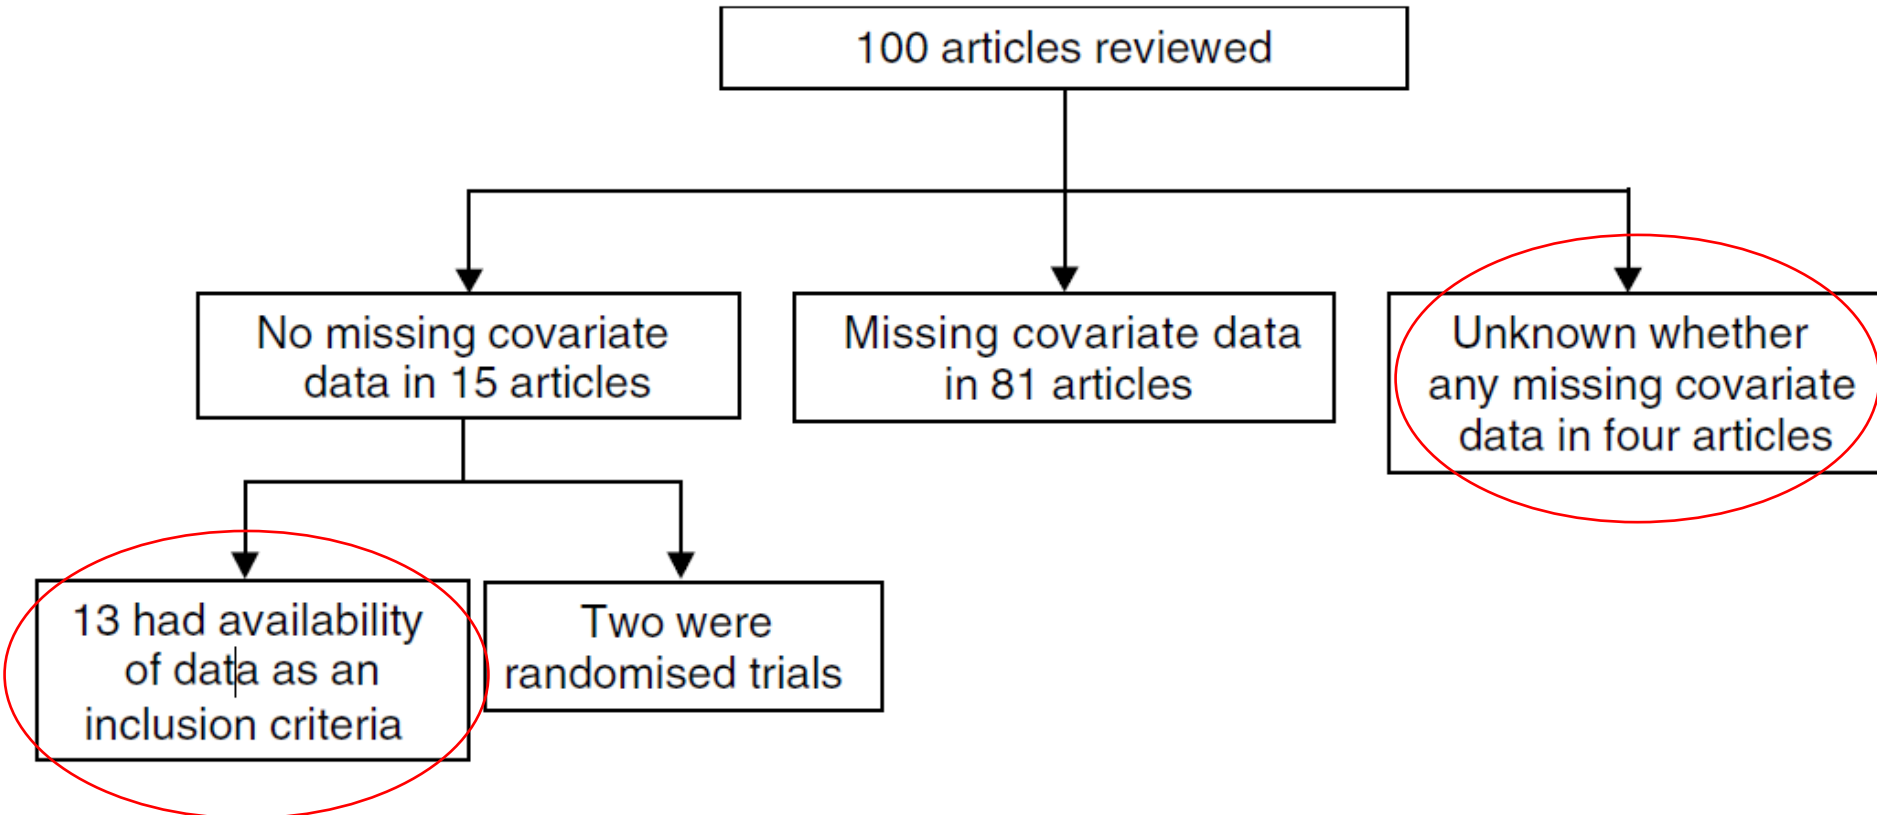 100 articles reviewed
No missing covariate
data in 15 articles
Missing covariate data
in 81 articles
Unknown whether
any missing covariate
data in four articles
13 had availability
of data as an
inclusion criteria
Two were
randomised trials